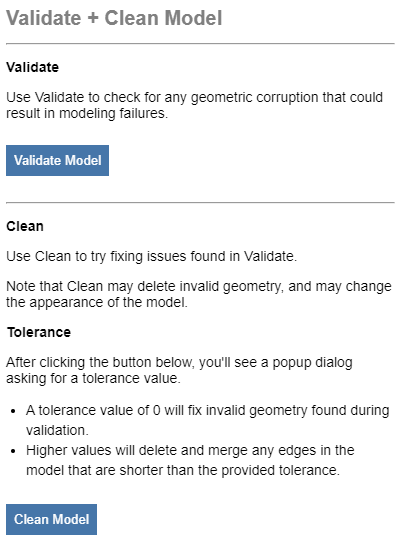 Validate + Clean Model
Validate
Use Validate to check for any geometric corruption that could
result in modeling failures.
Validate Model
Clean
Use Clean to try fixing issues found in Validate.
Note that Clean may delete invalid geometry, and may change
the appearance of the model.
Tolerance
After clicking the button below, you'll see a popup dialog
asking for a tolerance value.
• A tolerance value of 0 will fix invalid geometry found during
validation.
• Higher values will delete and merge any edges in the
model that are shorter than the provided tolerance.
Clean Model